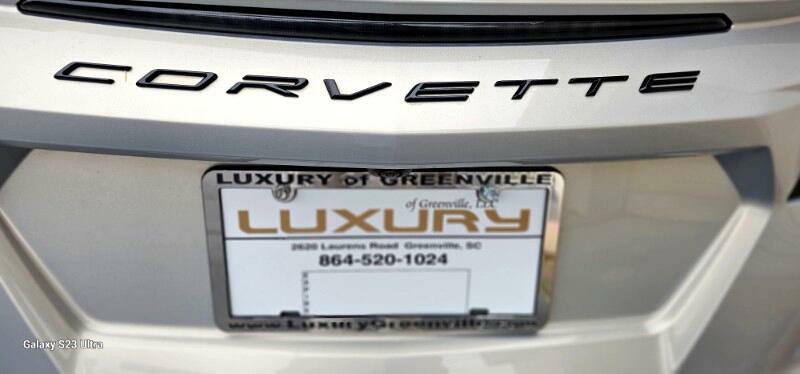 CORVETTE
LUXURY of GREENVILLE
of Greenville, LLC
LUXURY
2620 Laurens Road Greenville, SC
864-520-1024
www.LuxuryGreenville.com
Galaxy S23 Ultra